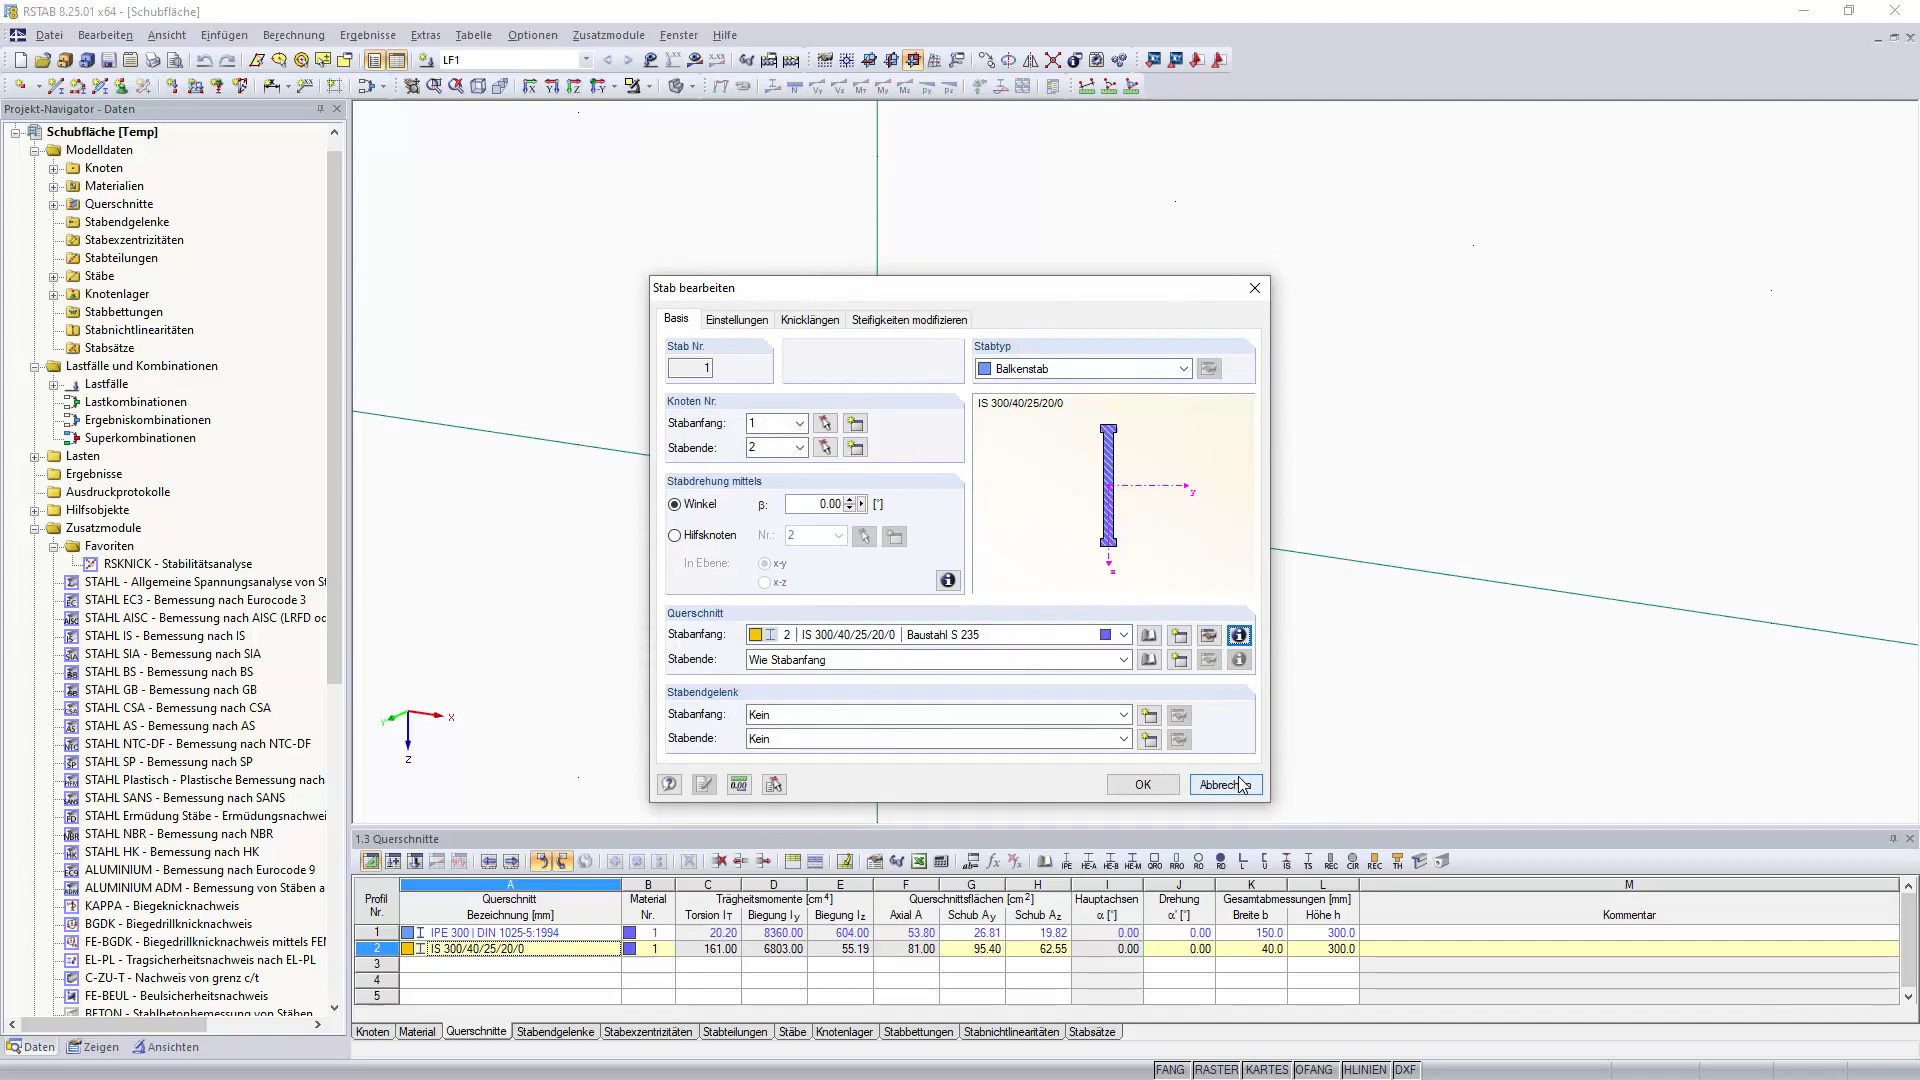 RSTAB 8.25.01 x64 - [Schubfläche]
Datei Bearbeiten Ansicht Einfügen Berechnung Ergebnisse Extras Tabelle Optionen Zusatzmodule Fenster Hilfe
LF1
Projekt-Navigator - Daten
Schubfläche [Temp]
Modelldaten
Knoten
Materialien
Querschnitte
Stabendgelenke
Stabexzentrizitäten
Stabteilungen
Stäbe
Knotenlager
Stabbettungen
Stabnichtlinearitäten
Stabsätze
Lastfälle und Kombinationen
Lastfälle
Lastkombinationen
Ergebniskombinationen
Superkombinationen
Lasten
Ergebnisse
Ausdruckprotokolle
Hilfsobjekte
Zusatzmodule
Favoriten
RSKNICK - Stabilitätsanalyse
STAHL - Allgemeine Spannungsanalyse von St
STAHL EC3 - Bemessung nach Eurocode 3
STAHL AISC - Bemessung nach AISC (LRFD oc
STAHL IS - Bemessung nach IS
STAHL SIA - Bemessung nach SIA
STAHL BS - Bemessung nach BS
STAHL GB - Bemessung nach GB
STAHL CSA - Bemessung nach CSA
STAHL AS - Bemessung nach AS
STAHL NTC-DF - Bemessung nach NTC-DF
STAHL SP - Bemessung nach SP
STAHL Plastisch - Plastische Bemessung nach
STAHL SANS - Bemessung nach SANS
STAHL Ermüdung Stäbe - Ermüdungsnachwei
STAHL NBR - Bemessung nach NBR
STAHL HK - Bemessung nach HK
ALUMINIUM - Bemessung nach Eurocode 9
ALUMINIUM ADM - Bemessung von Stäben a
KAPPA - Biegeknicknachweis
BGDK - Biegedrillknicknachweis
FE-BGDK - Biegedrillknicknachweis mittels FEM
EL-PL - Tragsicherheitsnachweis nach EL-PL
C-ZU-T - Nachweis von grenz c/t
FE-BEUL - Beulsicherheitsnachweis
BETON - Stahlbetonbemessung von Stäben
Daten Zeigen Ansichten
Y X
Z
Stab bearbeiten
Basis Einstellungen Knicklängen Steifigkeiten modifizieren
Stab Nr.
1
Stabtyp
Balkenstab
Knoten Nr.
Stabanfang: 1
Stabende: 2
IS 300/40/25/20/0
y
z
Stabdrehung mittels
Winkel β: 0.00 [°]
Hilfsknoten Nr.: 2
In Ebene: x-y
x-z
Querschnitt
Stabanfang: 2 IS 300/40/25/20/0 Baustahl S 235
Stabende: Wie Stabanfang
Stabendgelenk
Stabanfang: Kein
Stabende: Kein
OK
1.3 Querschnitte
A B C D E F G H I J K L M
Profil Querschnitt Material Trägheitsmomente [cm⁴] Querschnittsflächen [cm²] Hauptachsen Drehung Gesamtabmessungen [mm]
Nr. Bezeichnung [mm] Nr. Torsion IT Biegung Iy Biegung Iz Axial A Schub Ay Schub Az α [°] α' [°] Breite b Höhe h Kommentar
1 IPE 300 | DIN 1025-5:1994 1 20.20 8360.00 604.00 53.80 26.81 19.82 0.00 0.00 150.0 300.0
2 IS 300/40/25/20/0 1 161.00 6803.00 55.19 81.00 95.40 62.55 0.00 0.00 40.0 300.0
3
4
5
Knoten Material Querschnitte Stabendgelenke Stabexzentrizitäten Stabteilungen Stäbe Knotenlager Stabbettungen Stabnichtlinearitäten Stabsätze
FANG RASTER KARTES OFANG HLINIEN DXF